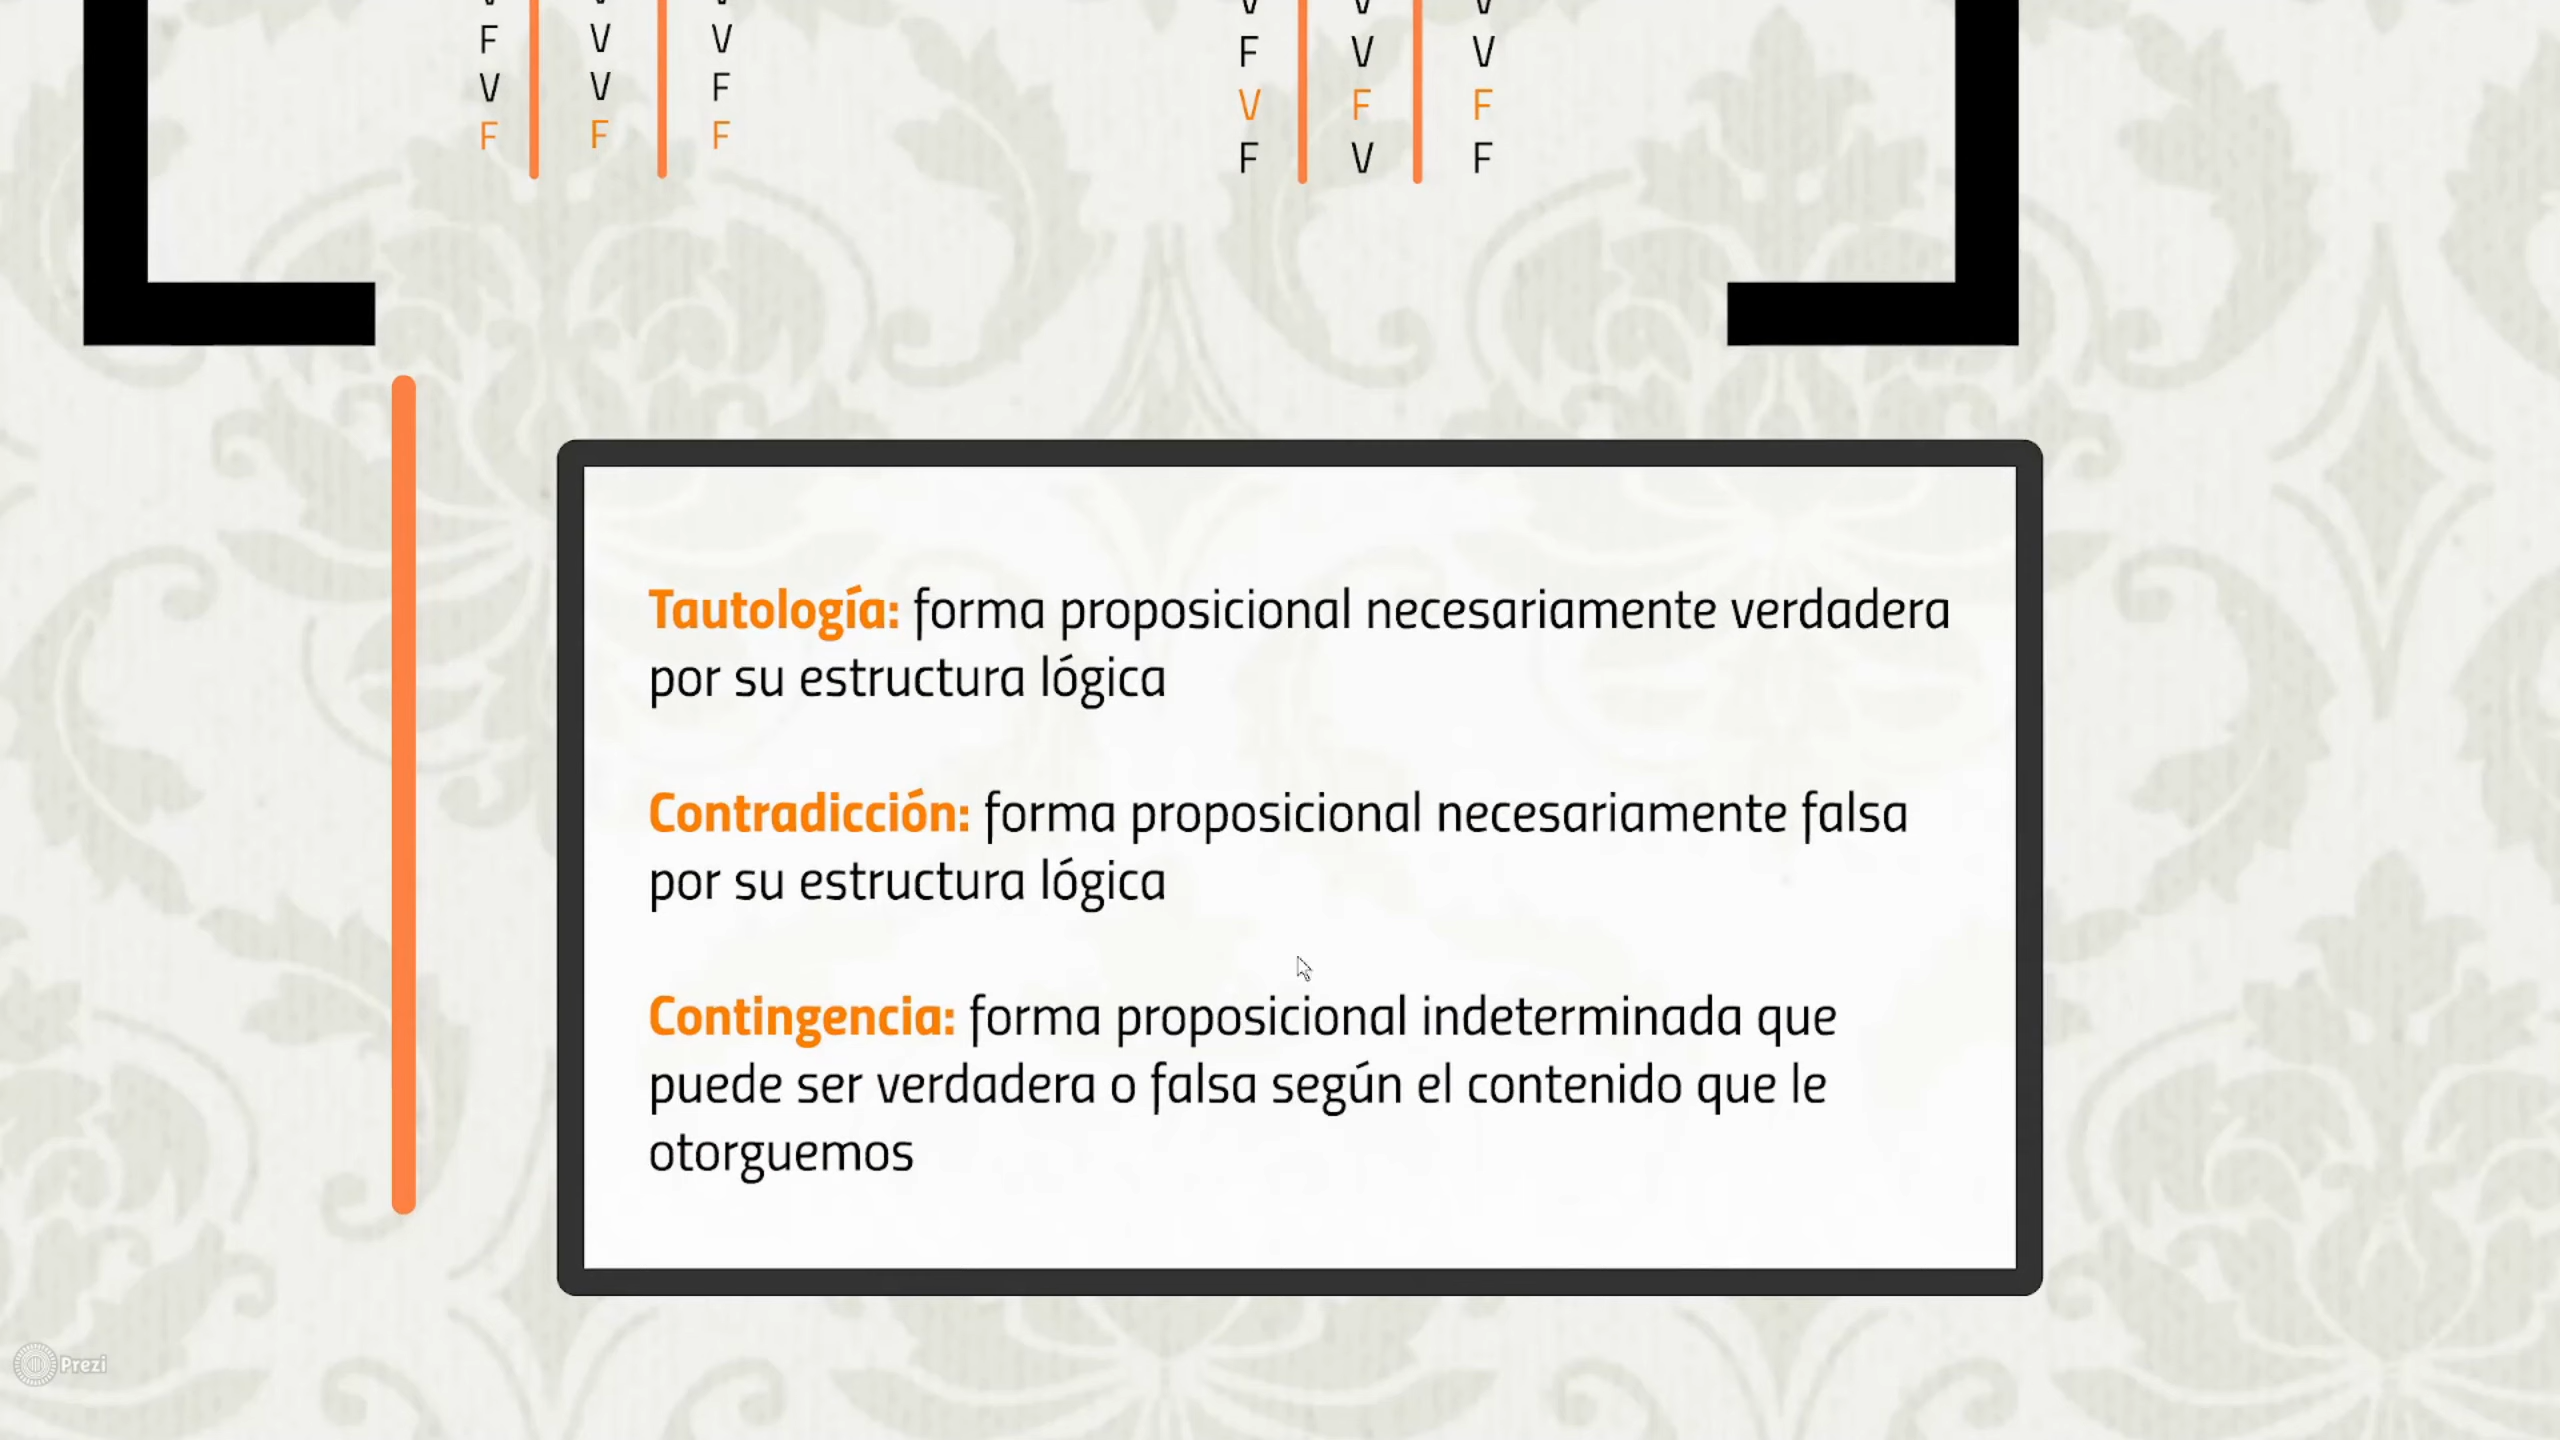 V V V V V V
F V V
F V V
V V F
V F F
F F F
F V F
Tautología: forma proposicional necesariamente verdadera
por su estructura lógica
Contradicción: forma proposicional necesariamente falsa
por su estructura lógica
Contingencia: forma proposicional indeterminada que
puede ser verdadera o falsa según el contenido que le
otorguemos
Prezi